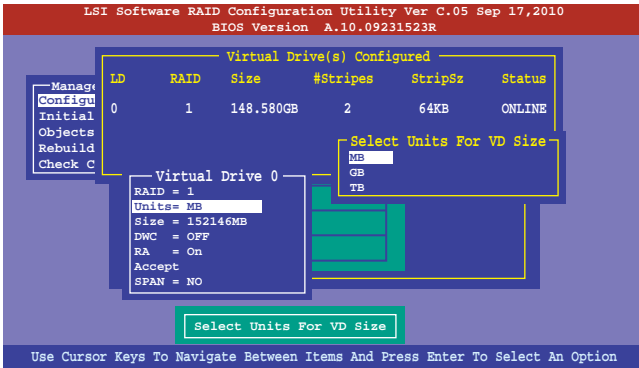 LSI Software RAID Configuration Utility Ver C.05 Sep 17,2010
BIOS Version A.10.09231523R
Virtual Drive(s) Configured
LD RAID Size #Stripes StripSz Status
0 1 148.580GB 2 64KB ONLINE
Manage
Configu
Initial
Objects
Rebuild
Check C
Select Units For VD Size
MB
GB
TB
Virtual Drive 0
RAID = 1
Units= MB
Size = 152146MB
DWC = OFF
RA = On
Accept
SPAN = NO
Select Units For VD Size
Use Cursor Keys To Navigate Between Items And Press Enter To Select An Option